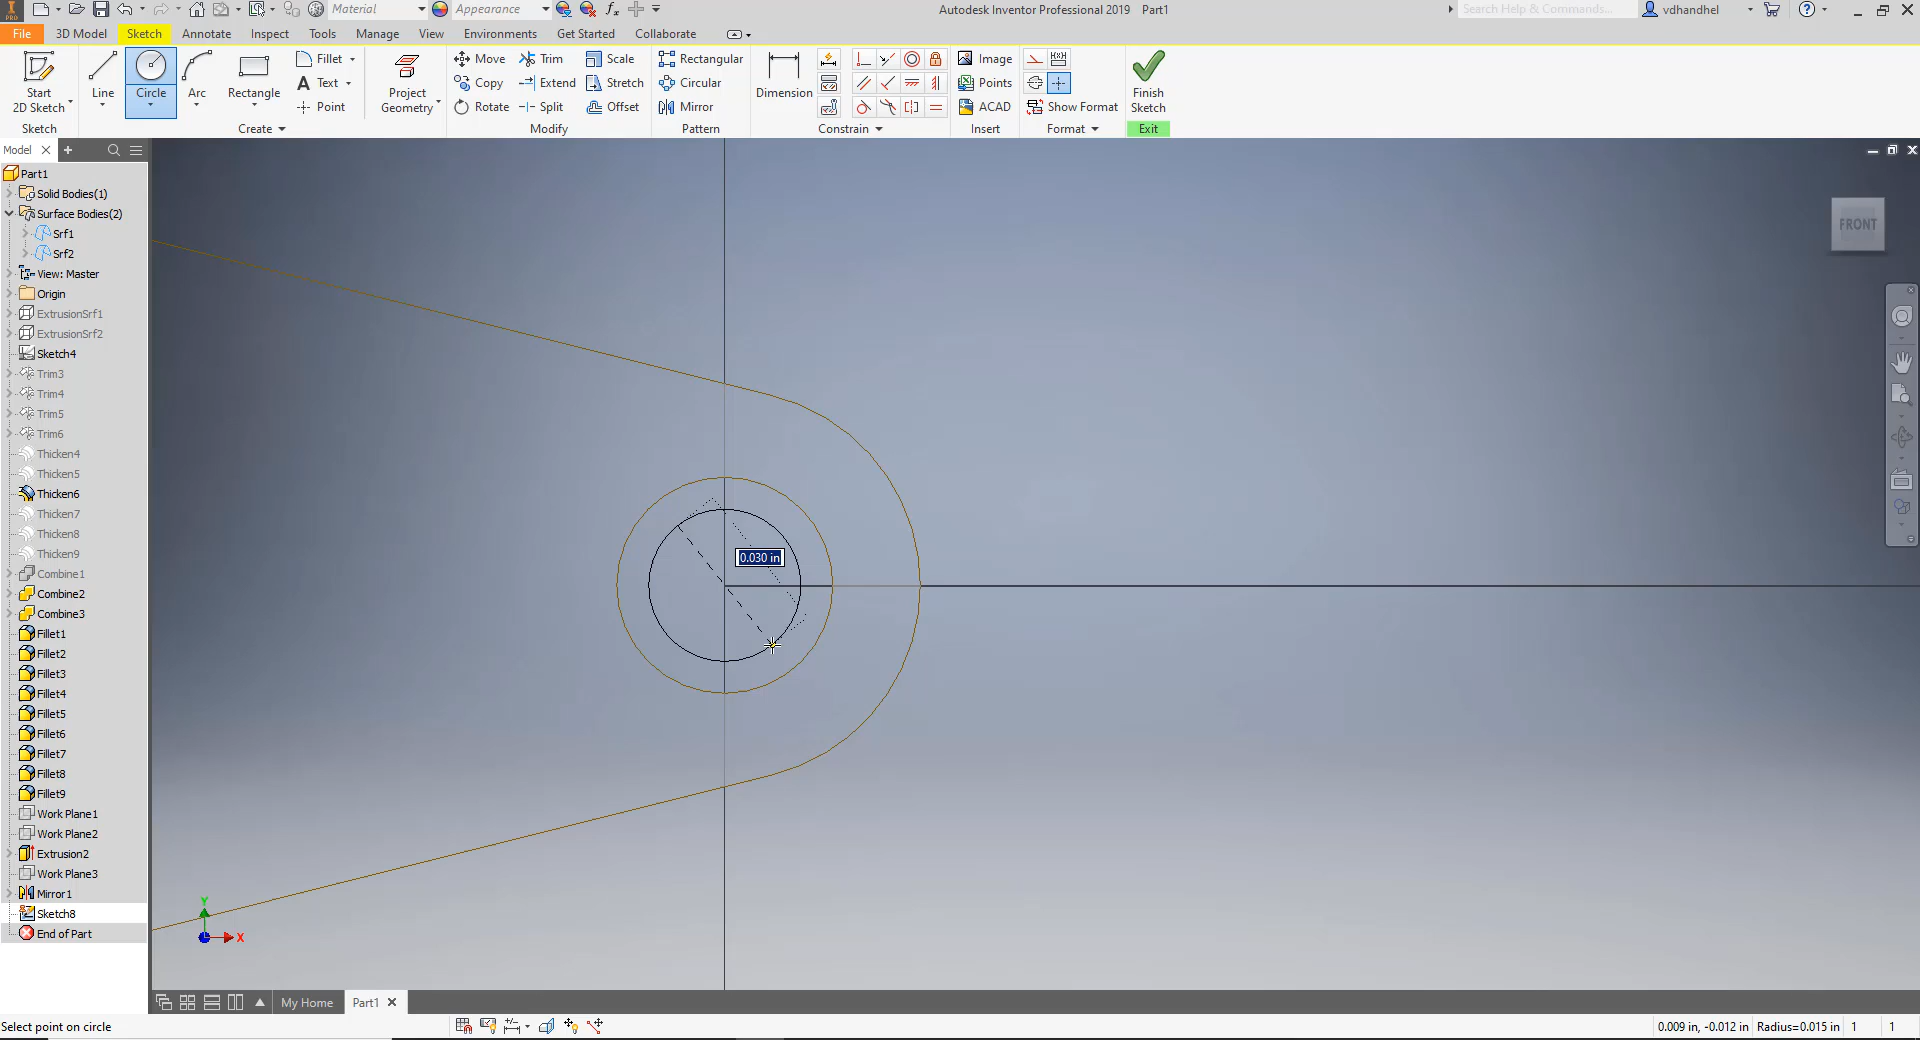 Material Appearance Autodesk Inventor Professional 2019 Part1 Search Help & Commands... vdhandhel
PRO
File 3D Model Sketch Annotate Inspect Tools Manage View Environments Get Started Collaborate
Start 2D Sketch Line Circle Arc Rectangle Fillet Text Point Project Geometry
Move Copy Rotate Trim Extend Split Scale Stretch Offset
Rectangular Circular Mirror Dimension Image Points ACAD Show Format Finish Sketch
Sketch Create Modify Pattern Constrain Insert Format Exit
Model
Part1
Solid Bodies(1)
Surface Bodies(2)
Srf1
Srf2
View: Master
Origin
ExtrusionSrf1
ExtrusionSrf2
Sketch4
Trim3
Trim4
Trim5
Trim6
Thicken4
Thicken5
Thicken6
Thicken7
Thicken8
Thicken9
Combine1
Combine2
Combine3
Fillet1
Fillet2
Fillet3
Fillet4
Fillet5
Fillet6
Fillet7
Fillet8
Fillet9
Work Plane1
Work Plane2
Extrusion2
Work Plane3
Mirror1
Sketch8
End of Part
FRONT
0.030 in
Y
X
My Home Part1
Select point on circle 0.009 in, -0.012 in Radius=0.015 in 1 1